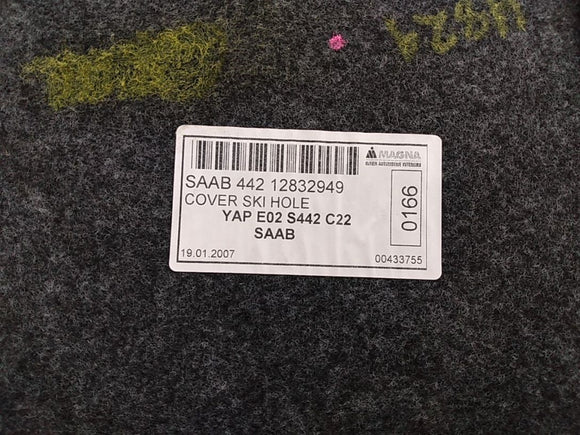 MAGNA
SAAB 442 12832949
COVER SKI HOLE
YAP E02 S442 C22
SAAB
0166
19.01.2007
00433755